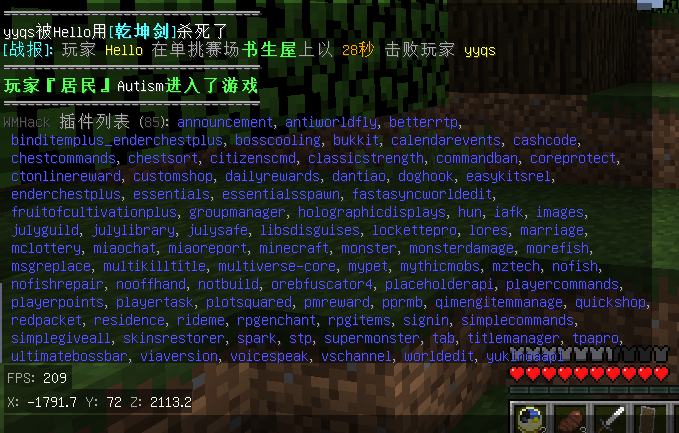 yyqs被Hello用[乾坤剑]杀死了
[战报]: 玩家 Hello 在单挑赛场书生屋上以 28秒 击败玩家 yyqs
玩家『居民』Autism进入了游戏
WMHack 插件列表 (85): announcement, antiworldfly, betterrtp,
binditemplus_enderchestplus, bosscooling, bukkit, calendarevents, cashcode,
chestcommands, chestsort, citizenscmd, classicstrength, commandban, coreprotect,
ctonlinereward, customshop, dailyrewards, dantiao, doghook, easykitsrel,
enderchestplus, essentials, essentialsspawn, fastasyncworldedit,
fruitofcultivationplus, groupmanager, holographicdisplays, hun, iafk, images,
julyguild, julylibrary, julysafe, libsdisguises, lockettepro, lores, marriage,
mclottery, miaochat, miaoreport, minecraft, monster, monsterdamage, morefish,
msgreplace, multikilltitle, multiverse-core, mypet, mythicmobs, mztech, nofish,
nofishrepair, nooffhand, notbuild, orebfuscator4, placeholderapi, playercommands,
playerpoints, playertask, plotsquared, pmreward, pprmb, qimengitemmanage, quickshop,
redpacket, residence, rideme, rpgenchant, rpgitems, signin, simplecommands,
simplegiveall, skinsrestorer, spark, stp, supermonster, tab, titlemanager, tpapro,
ultimatebossbar, viaversion, voicespeak, vschannel, worldedit,
FPS: 209
X: -1791.7 Y: 72 Z: 2113.2